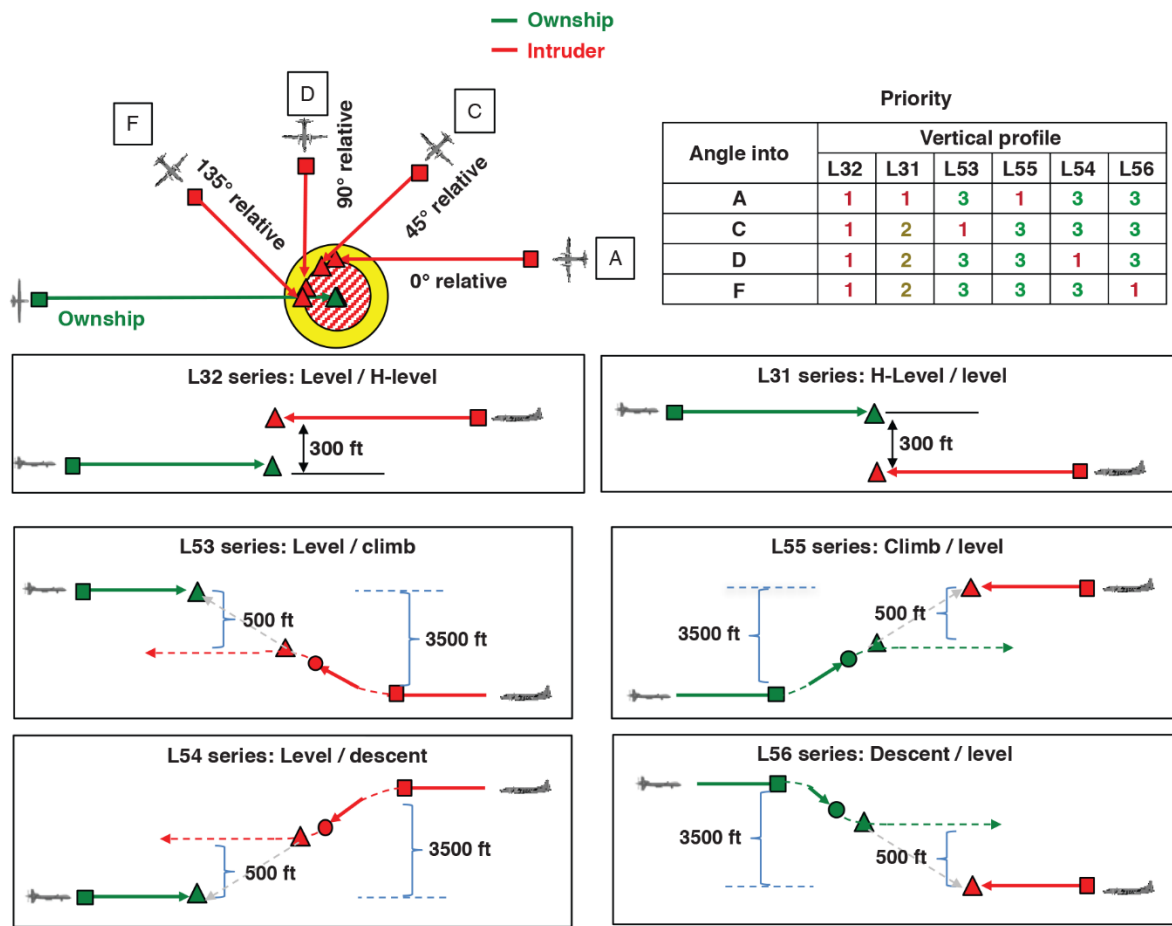 Ownship
Intruder
F
D
C
A
135° relative
90° relative
45° relative
0° relative
Ownship
Priority
Angle into
Vertical profile
L32 L31 L53 L55 L54 L56
A 1 1 3 1 3 3
C 1 2 1 3 3 3
D 1 2 3 3 1 3
F 1 2 3 3 3 1
L32 series: Level / H-level
300 ft
L31 series: H-Level / level
300 ft
L53 series: Level / climb
500 ft
3500 ft
L55 series: Climb / level
3500 ft
500 ft
L54 series: Level / descent
500 ft
3500 ft
L56 series: Descent / level
3500 ft
500 ft